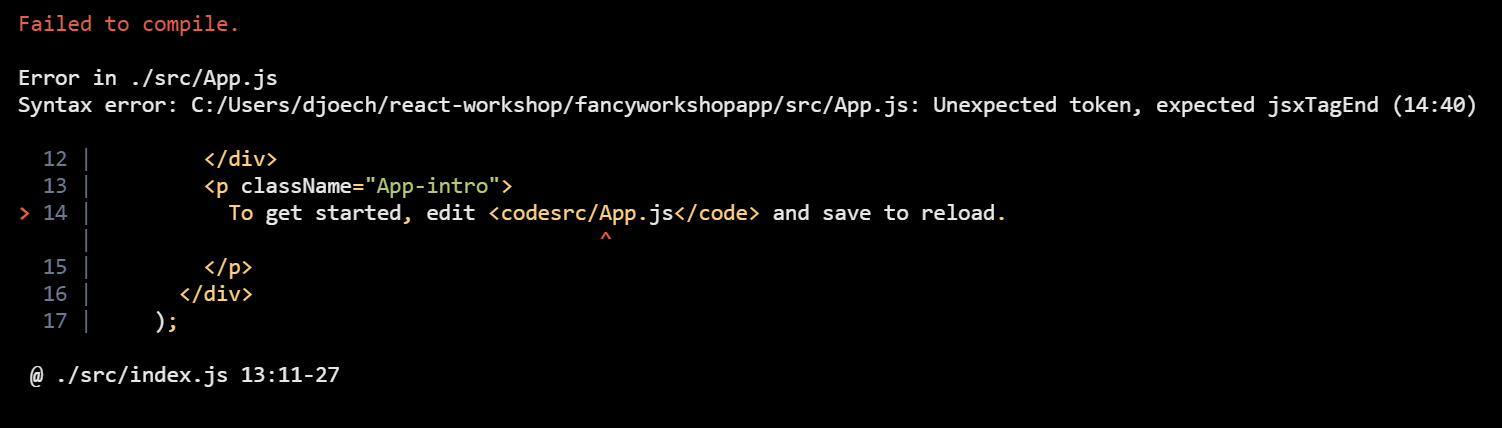 Failed to compile.
Error in ./src/App.js
Syntax error: C:/Users/djoech/react-workshop/fancyworkshopapp/src/App.js: Unexpected token, expected jsxTagEnd (14:40)
  12 |         </div>
  13 |         <p className="App-intro">
> 14 |           To get started, edit <codesrc/App.js</code> and save to reload.
     |                                         ^
  15 |         </p>
  16 |       </div>
  17 |     );
 @ ./src/index.js 13:11-27